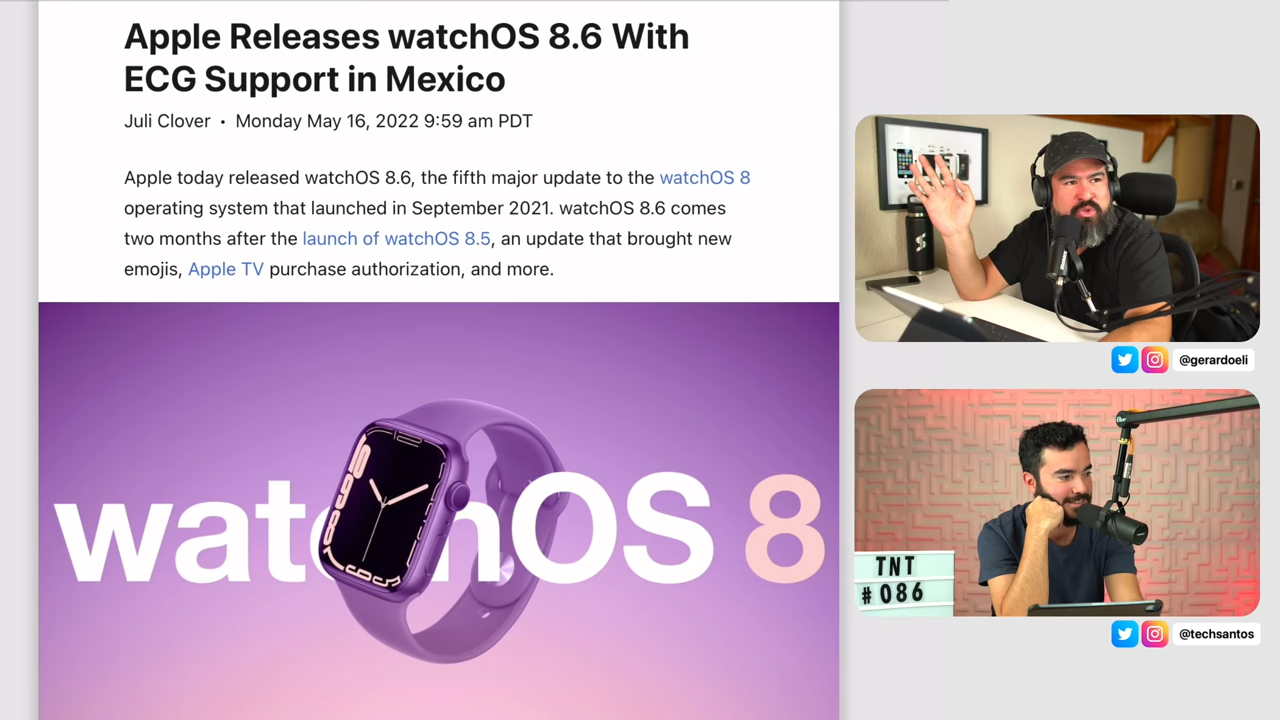 Apple Releases watchOS 8.6 With
ECG Support in Mexico
Juli Clover • Monday May 16, 2022 9:59 am PDT
Apple today released watchOS 8.6, the fifth major update to the watchOS 8
operating system that launched in September 2021. watchOS 8.6 comes
two months after the launch of watchOS 8.5, an update that brought new
emojis, Apple TV purchase authorization, and more.
watchOS 8
@gerardoeli
TNT
#086
@techsantos